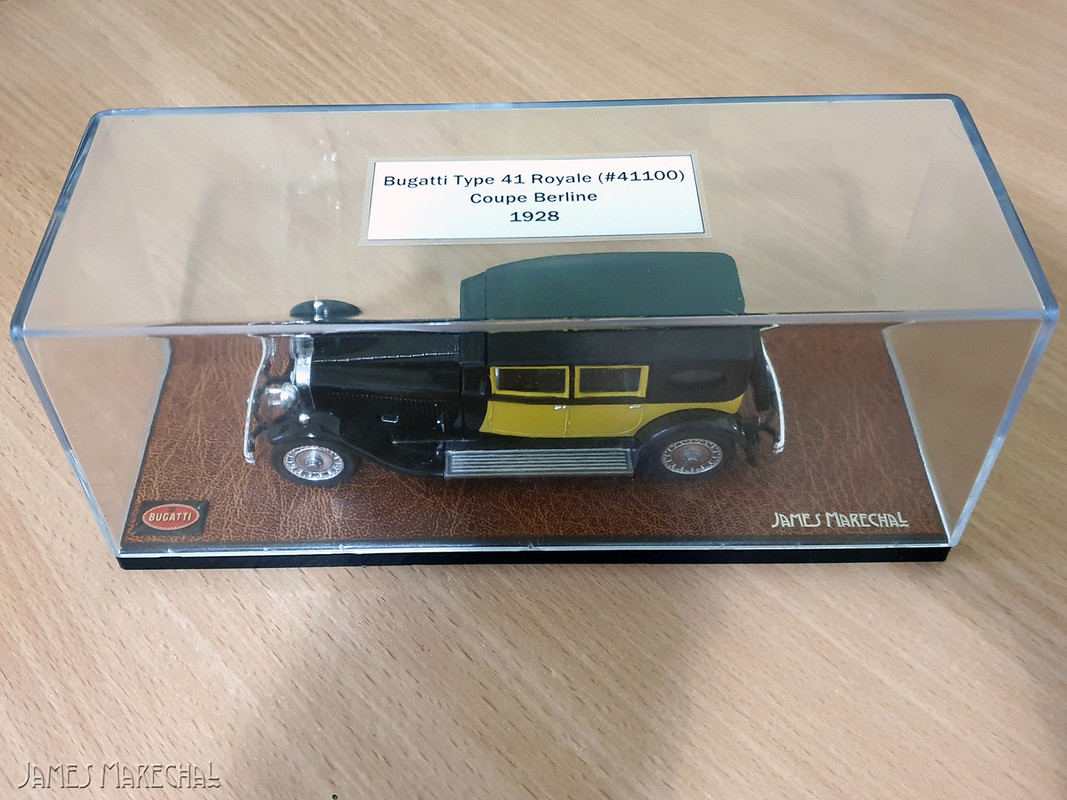 Bugatti Type 41 Royale (#41100)
Coupe Berline
1928
BUGATTI
JAMES MARECHAL
JAMES MARECHAL